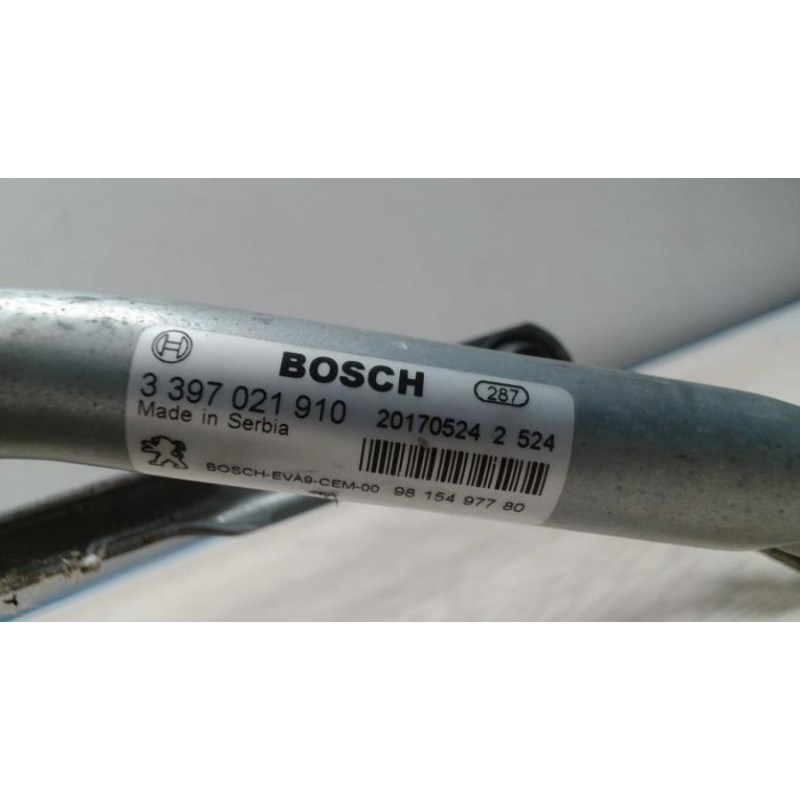 BOSCH
287
3 397 021 910
20170524 2 524
Made in Serbia
BOSCH-EVA9-CEM-00 98 154 977 80